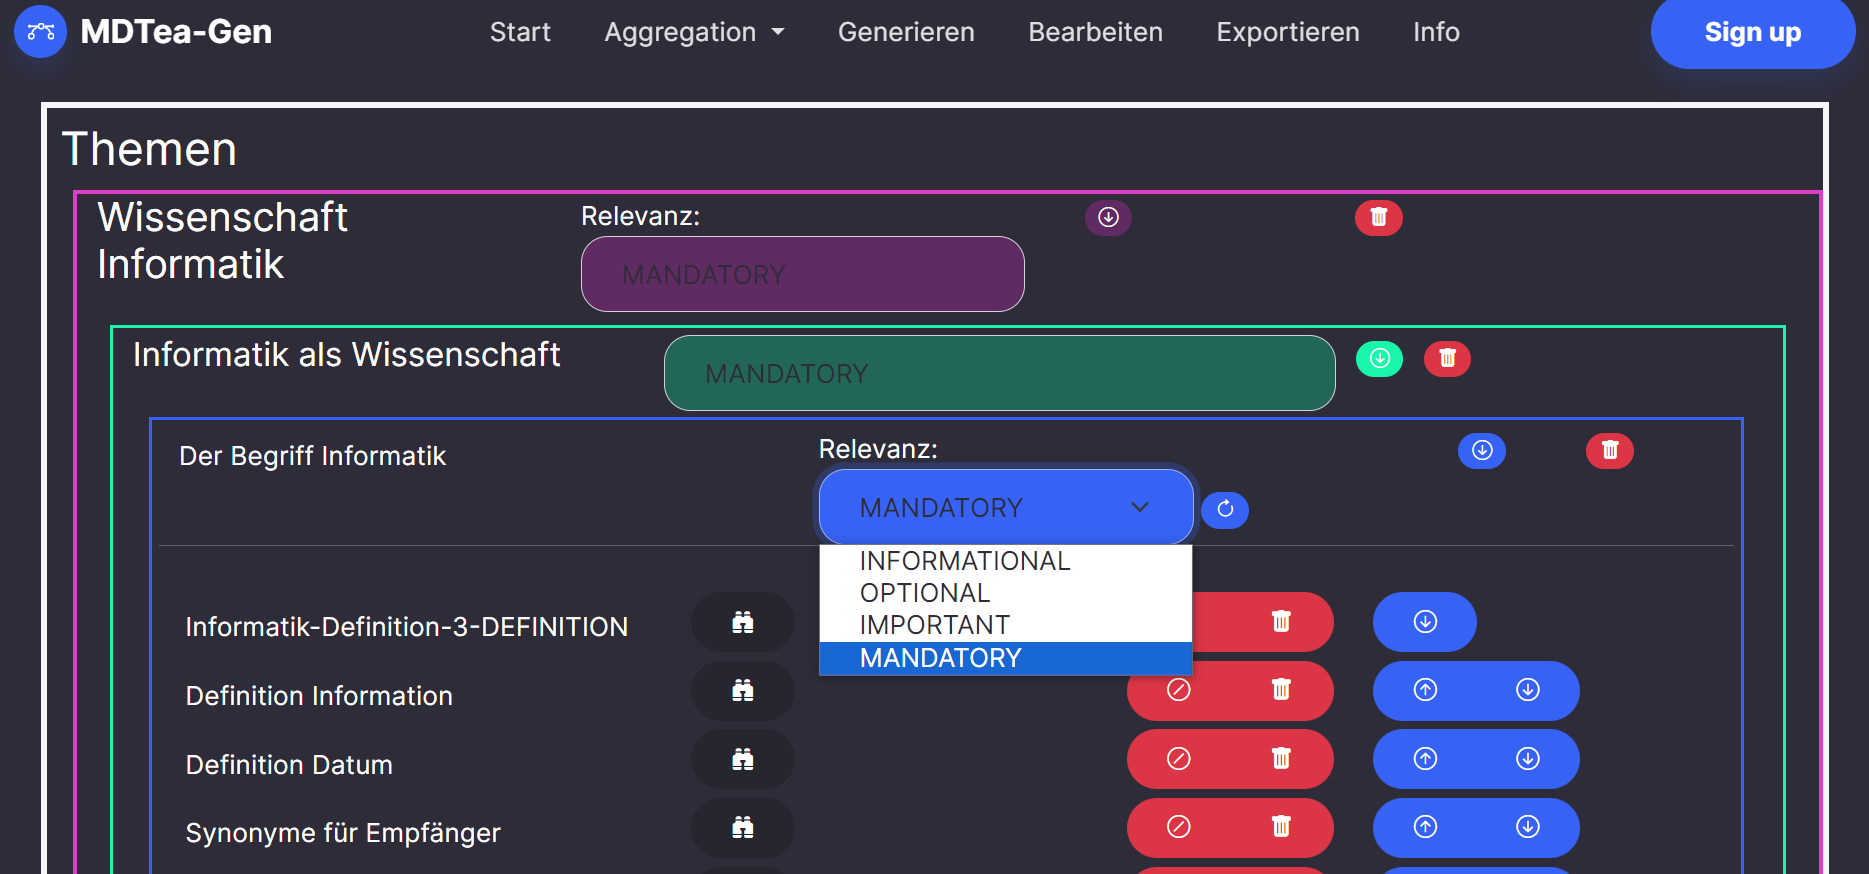 MDTea-Gen
Start
Aggregation
Generieren
Bearbeiten
Exportieren
Info
Sign up
Themen
Wissenschaft
Informatik
Relevanz:
MANDATORY
Informatik als Wissenschaft
MANDATORY
Der Begriff Informatik
Relevanz:
MANDATORY
INFORMATIONAL
OPTIONAL
IMPORTANT
MANDATORY
Informatik-Definition-3-DEFINITION
Definition Information
Definition Datum
Synonyme für Empfänger